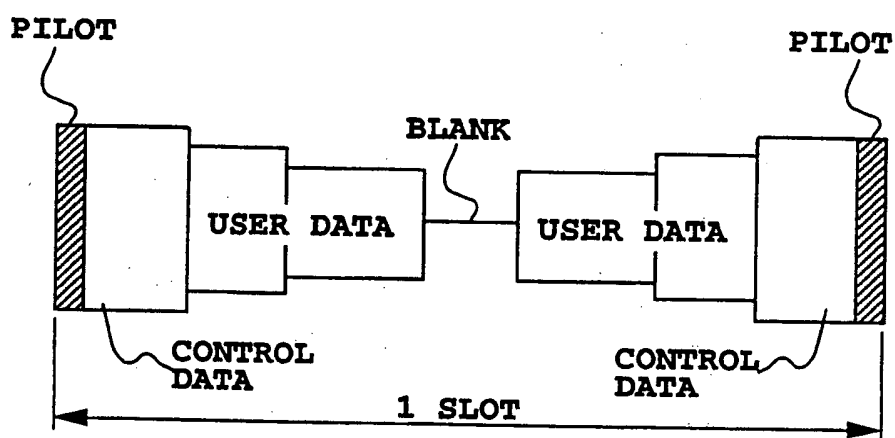 PILOT
PILOT
BLANK
USER DATA
USER DATA
CONTROL
DATA
CONTROL
DATA
1 SLOT